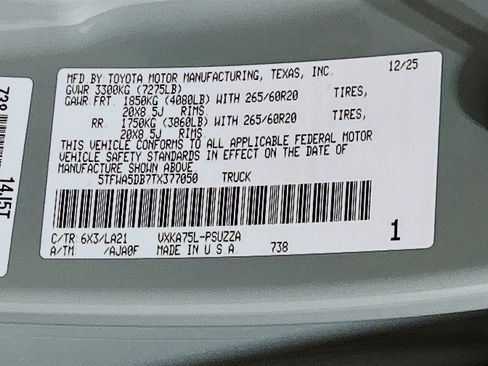 MFD BY TOYOTA MOTOR MANUFACTURING, TEXAS, INC. 12/25
GVWR 3300KG (7275LB)
GAWR FRT. 1850KG (4080LB) WITH 265/60R20 TIRES,
20X8.5J RIMS,
RR 1750KG (3860LB) WITH 265/60R20 TIRES,
20X8.5J RIMS.
THIS VEHICLE CONFORMS TO ALL APPLICABLE FEDERAL MOTOR
VEHICLE SAFETY STANDARDS IN EFFECT ON THE DATE OF
MANUFACTURE SHOWN ABOVE
5TFWA5DB7TX377050 TRUCK
C/TR 6X3/LA21 VXKA75L-PSUZZA
A/TM /AJA0F MADE IN U S A 738
1
738 14J5T